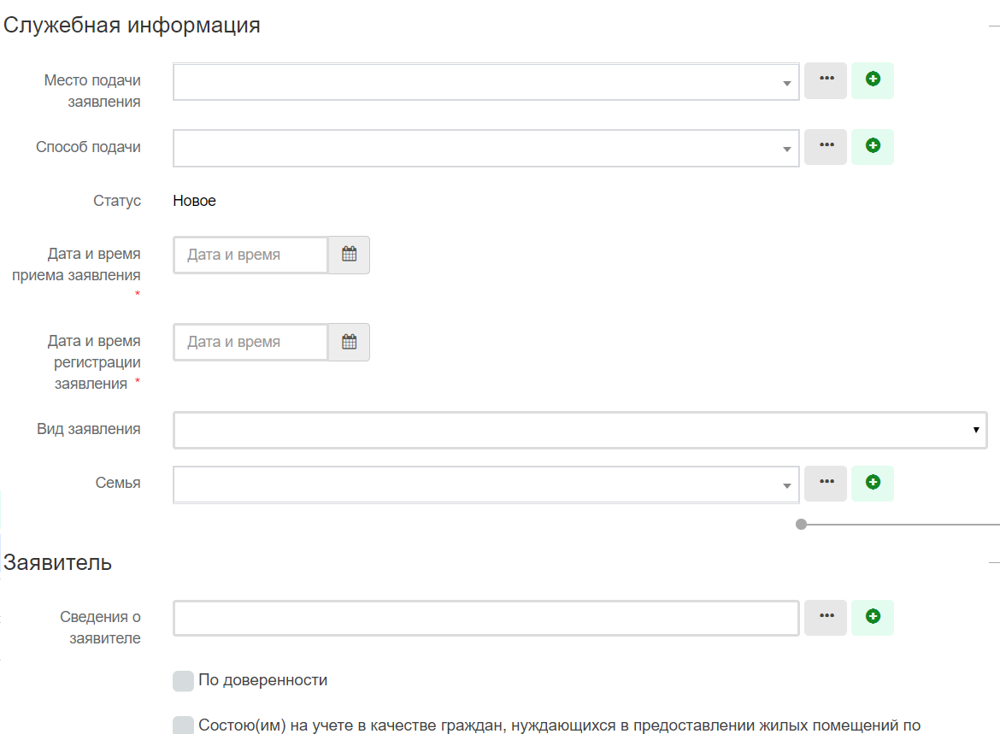 Служебная информация
Место подачи
заявления
Способ подачи
Статус
Новое
Дата и время
приема заявления
*
Дата и время
Дата и время
регистрации
заявления *
Дата и время
Вид заявления
Семья
Заявитель
Сведения о
заявителе
По доверенности
Состою(им) на учете в качестве граждан, нуждающихся в предоставлении жилых помещений по